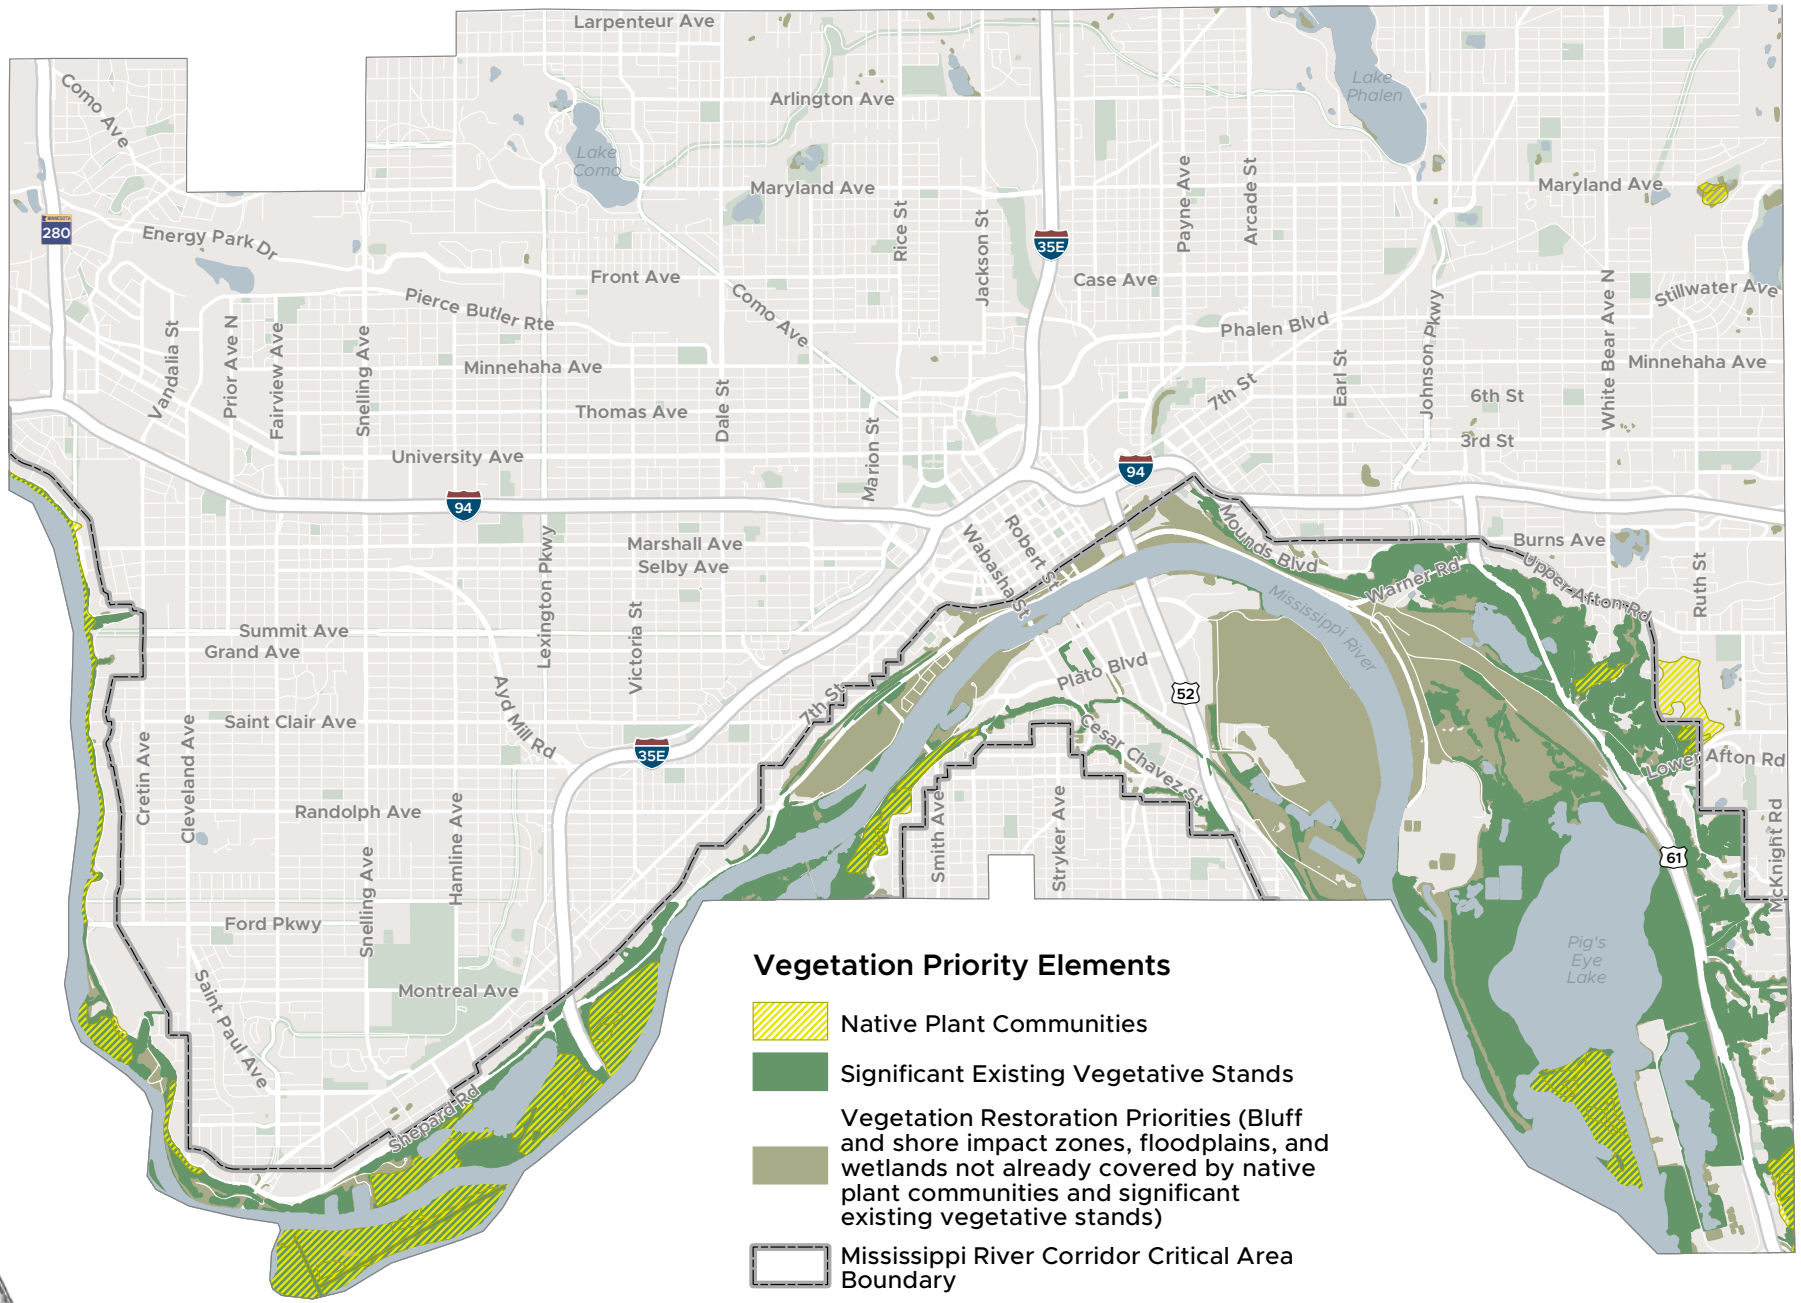 Larpenteur Ave
Como Ave
Arlington Ave
Lake
Phalen
Lake
Como
Maryland Ave
Maryland Ave
MINNESOTA
280
Energy Park Dr
Rice St
Jackson St
35E
Payne Ave
Arcade St
Front Ave
Case Ave
Pierce Butler Rte
Como Ave
Phalen Blvd
Johnson Pkwy
White Bear Ave N
Stillwater Ave
Vandalia St
Prior Ave N
Fairview Ave
Snelling Ave
Minnehaha Ave
Minnehaha Ave
Thomas Ave
Dale St
7th St
Earl St
6th St
3rd St
University Ave
Marion St
94
94
Lexington Pkwy
Marshall Ave
Selby Ave
Wabasha St
Robert St
Mounds Blvd
Burns Ave
Warner Rd
Upper Afton Rd
Ruth St
Mississippi River
Summit Ave
Grand Ave
Victoria St
Plato Blvd
52
Ayd Mill Rd
7th St
Saint Clair Ave
Cretin Ave
Cleveland Ave
35E
Cesar Chavez St
Lower Afton Rd
Randolph Ave
Hamline Ave
Smith Ave
Stryker Ave
McKnight Rd
61
Snelling Ave
Ford Pkwy
Saint Paul Ave
Montreal Ave
Shepard Rd
Pig's
Eye
Lake
Vegetation Priority Elements
Native Plant Communities
Significant Existing Vegetative Stands
Vegetation Restoration Priorities (Bluff
and shore impact zones, floodplains, and
wetlands not already covered by native
plant communities and significant
existing vegetative stands)
Mississippi River Corridor Critical Area
Boundary